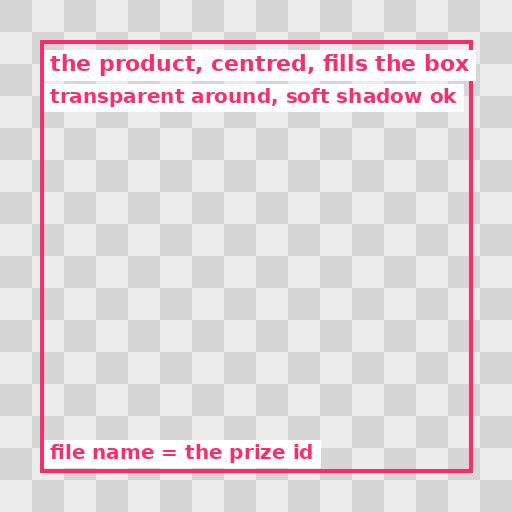 the product, centred, fills the box
transparent around, soft shadow ok
file name = the prize id